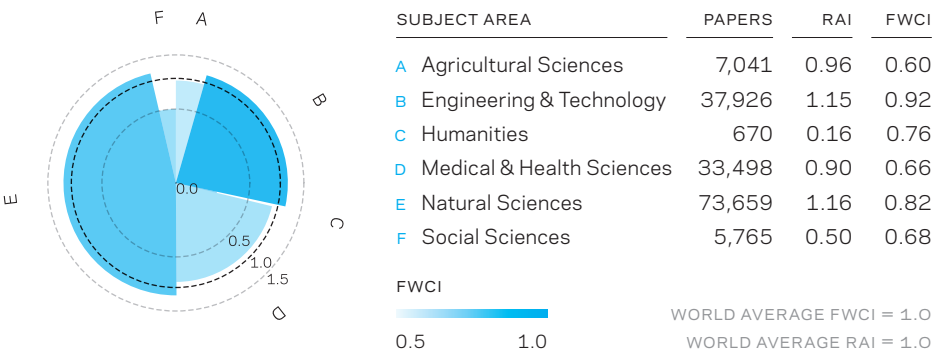 F A
B
C
D
E
0.0
0.5
1.0
1.5
SUBJECT AREA PAPERS RAI FWCI
A Agricultural Sciences 7,041 0.96 0.60
B Engineering & Technology 37,926 1.15 0.92
C Humanities 670 0.16 0.76
D Medical & Health Sciences 33,498 0.90 0.66
E Natural Sciences 73,659 1.16 0.82
F Social Sciences 5,765 0.50 0.68
FWCI
0.5 1.0
WORLD AVERAGE FWCI = 1.0
WORLD AVERAGE RAI = 1.0